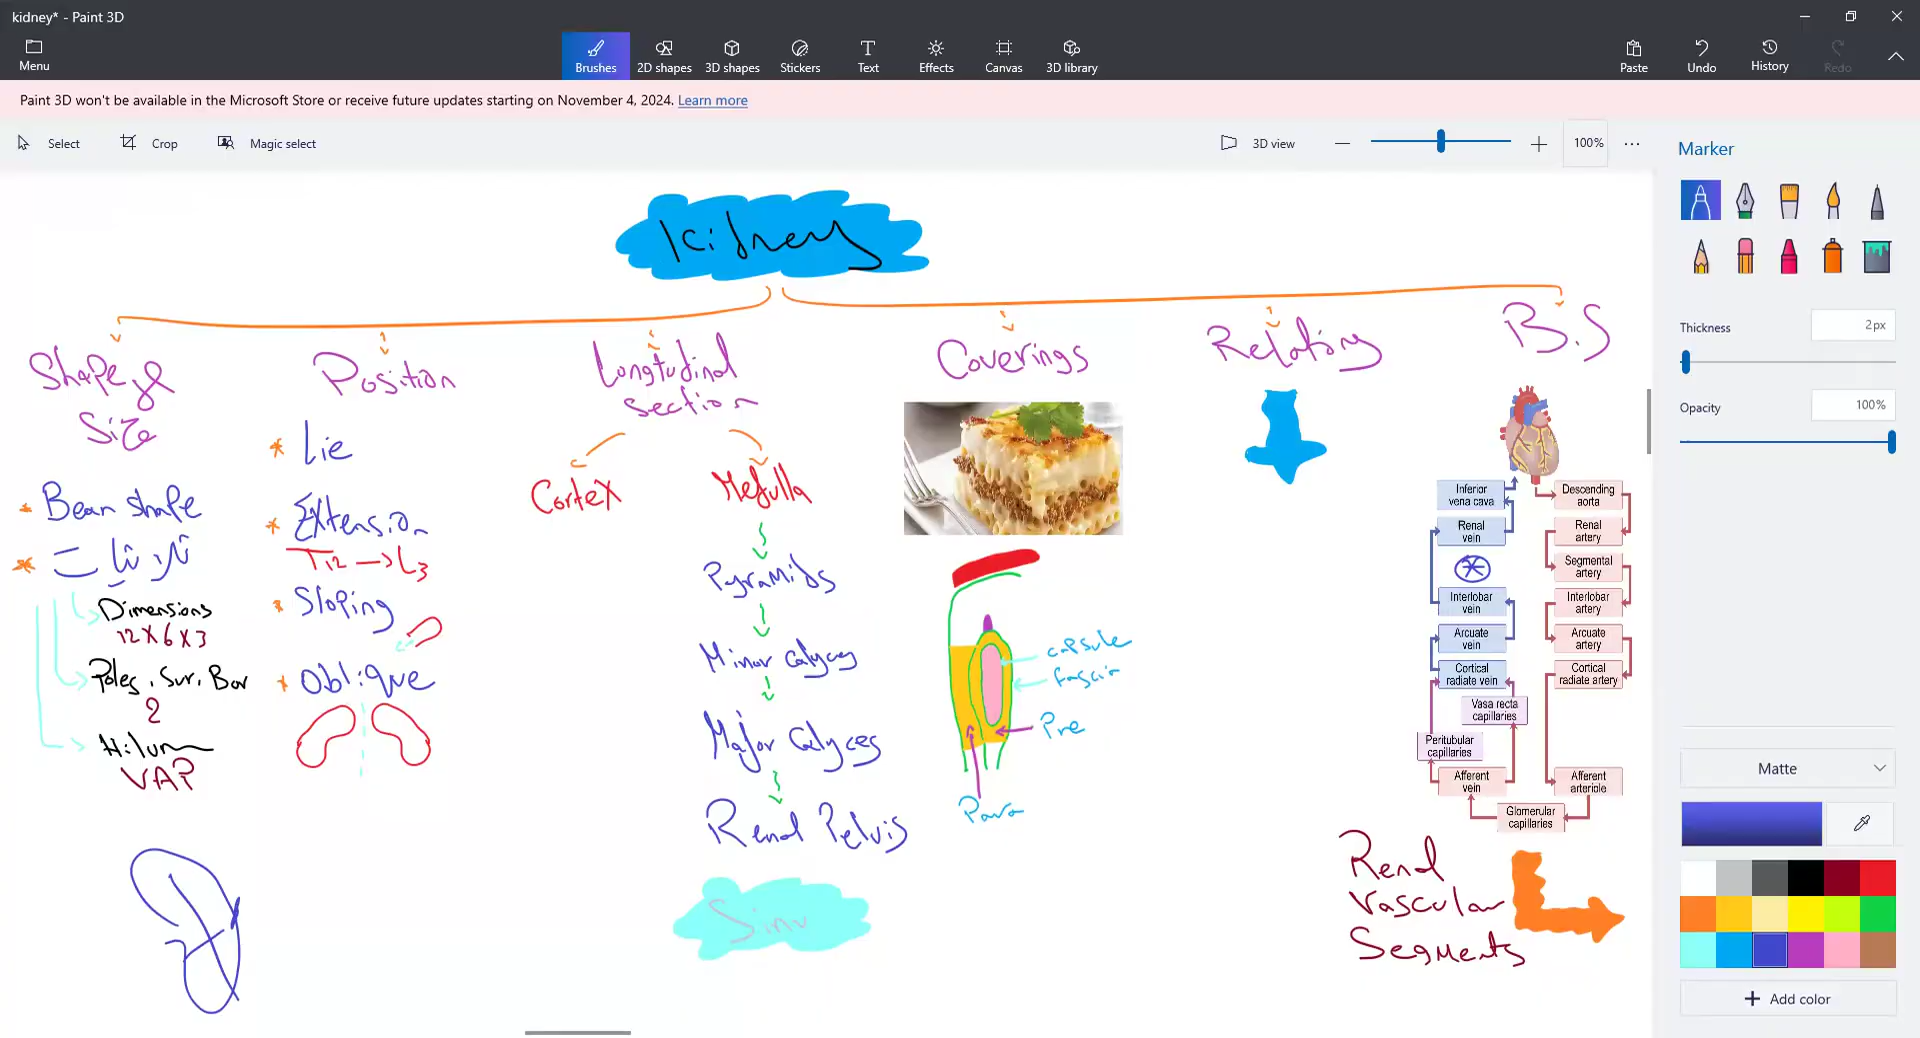 kidney* - Paint 3D
Menu
Brushes
2D shapes
3D shapes
Stickers
Text
Effects
Canvas
3D library
Paste
Undo
History
Redo
Paint 3D won't be available in the Microsoft Store or receive future updates starting on November 4, 2024. Learn more
Select
Crop
Magic select
3D view
100%
Marker
Thickness
2px
Opacity
100%
Matte
Add color
Kidney
Shape &
Size
* Bean shape
*
Dimensions
12 X 6 X 3
Poles, Sur, Bor
2
Hilum
VAP
Position
* Lie
* Extension
T12 → L3
* Sloping
* Oblique
Longtudinal
Section
Cortex
Medulla
Pyramids
Minor Calyces
Major Calyces
Renal Pelvis
Sinu
Coverings
capsule
fascia
Pre
Para
Relations
B.S
Inferior
vena cava
Descending
aorta
Renal
vein
Renal
artery
Segmental
artery
Interlobar
vein
Interlobar
artery
Arcuate
vein
Arcuate
artery
Cortical
radiate vein
Cortical
radiate artery
Vasa recta
capillaries
Peritubular
capillaries
Afferent
vein
Afferent
arteriole
Glomerular
capillaries
Renal
Vascular
Segments